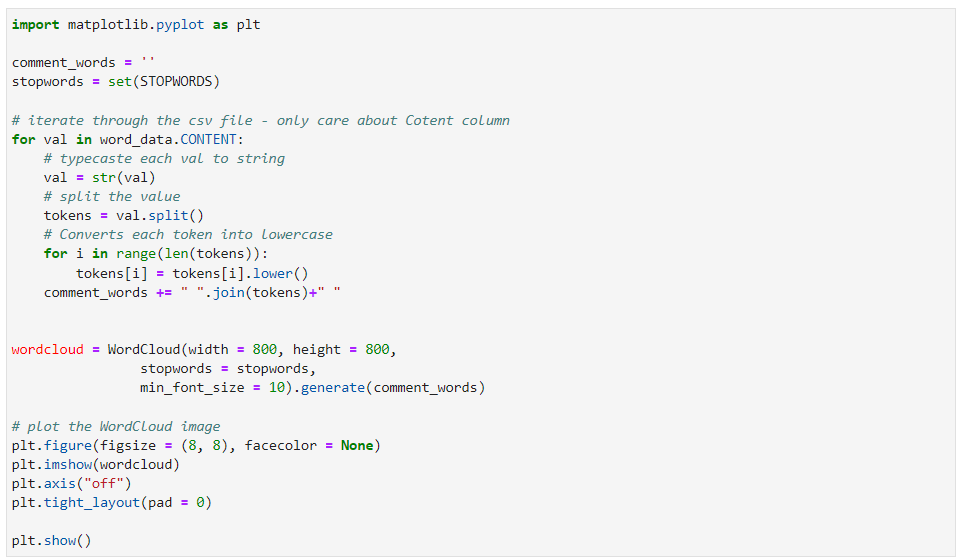 import matplotlib.pyplot as plt
comment_words = ''
stopwords = set(STOPWORDS)
# iterate through the csv file - only care about Cotent column
for val in word_data.CONTENT:
    # typecaste each val to string
    val = str(val)
    # split the value
    tokens = val.split()
    # Converts each token into lowercase
    for i in range(len(tokens)):
        tokens[i] = tokens[i].lower()
    comment_words += " ".join(tokens)+" "
wordcloud = WordCloud(width = 800, height = 800,
                stopwords = stopwords,
                min_font_size = 10).generate(comment_words)
# plot the WordCloud image
plt.figure(figsize = (8, 8), facecolor = None)
plt.imshow(wordcloud)
plt.axis("off")
plt.tight_layout(pad = 0)
plt.show()